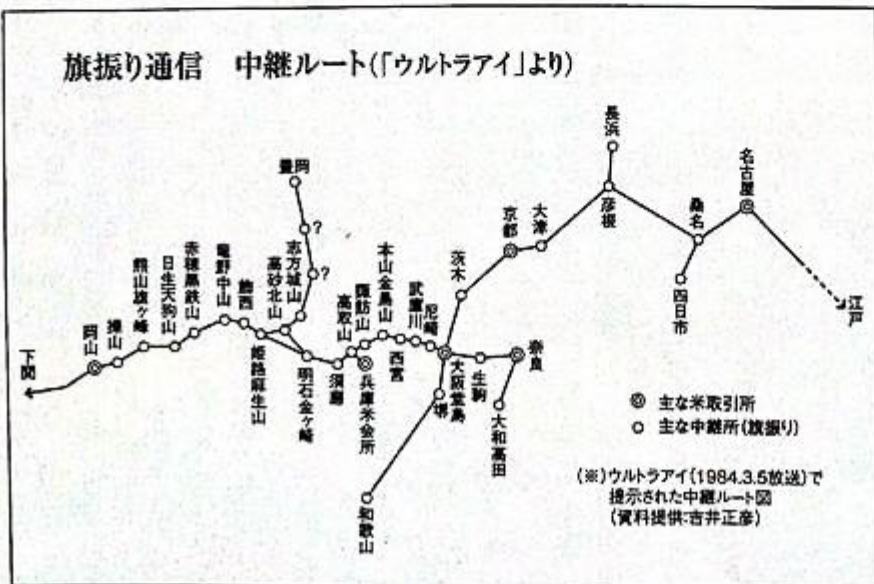 旗振り通信 中継ルート(「ウルトラアイ」より)
長浜
名古屋
豊岡
京都
大津
彦根
桑名
?
茨木
四日市
江戸
?
志方城山
高砂北山
本山金鳥山
武庫川
尼崎
諏訪山
高取山
竜野中山
赤穂黒鉄山
日生天狗山
熊山旗ヶ峰
操山
岡山
下関
姫路麻生山
明石金ヶ崎
須磨
兵庫米会所
西宮
大阪堂島
堺
生駒
奈良
大和高田
和歌山
◎ 主な米取引所
○ 主な中継所(旗振り)
(※)ウルトラアイ(1984.3.5放送)で
提示された中継ルート図
(資料提供:吉井正彦)